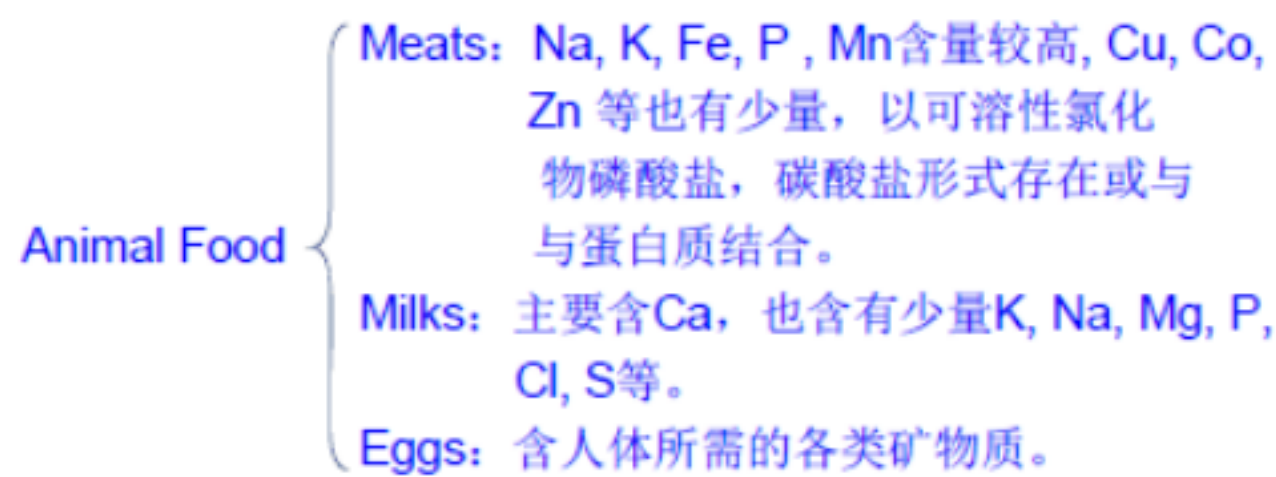 Meats：Na, K, Fe, P , Mn含量较高, Cu, Co,
Zn 等也有少量，以可溶性氯化
物磷酸盐，碳酸盐形式存在或与
Animal Food
与蛋白质结合。
Milks：主要含Ca，也含有少量K, Na, Mg, P,
Cl, S等。
Eggs：含人体所需的各类矿物质。